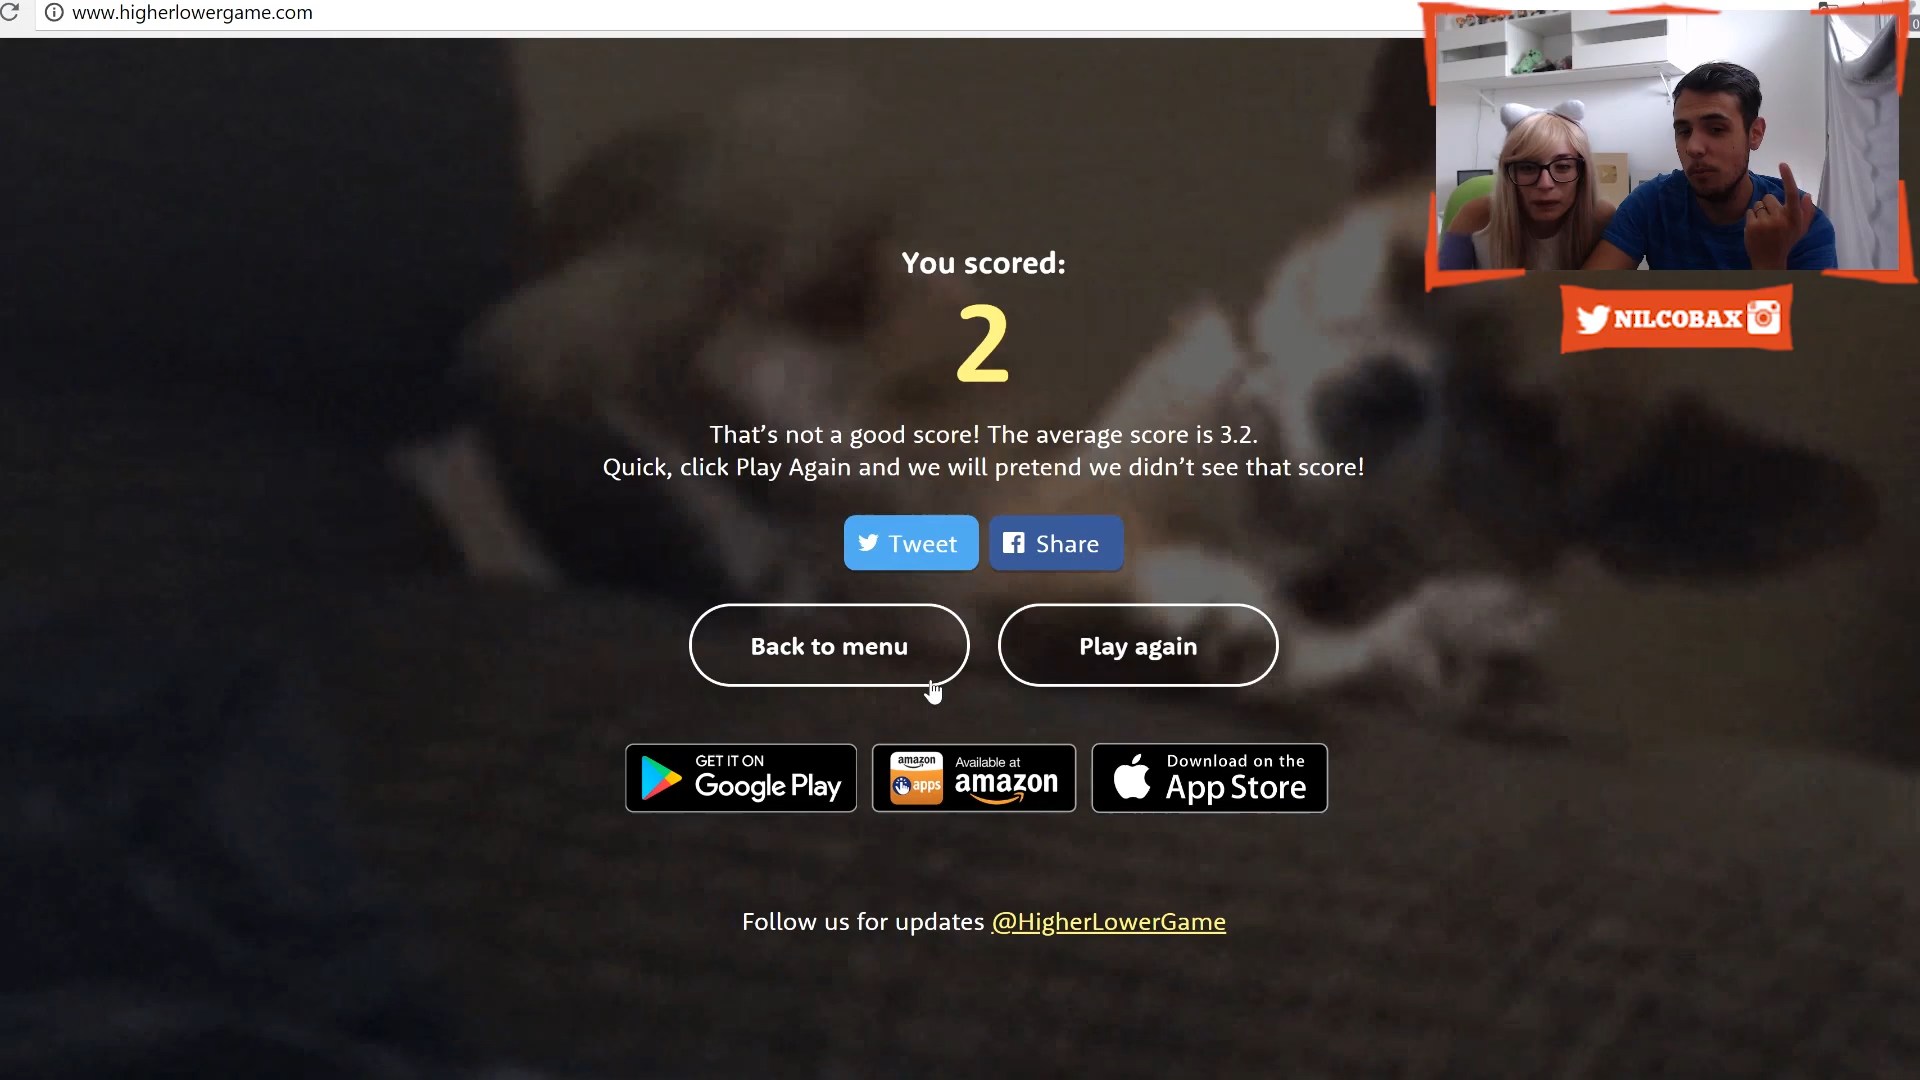 www.higherlowergame.com
You scored:
2
That's not a good score! The average score is 3.2.
Quick, click Play Again and we will pretend we didn't see that score!
Tweet
Share
Back to menu
Play again
GET IT ON
Google Play
amazon
apps
Available at
amazon
Download on the
App Store
Follow us for updates @HigherLowerGame
NILCOBAX